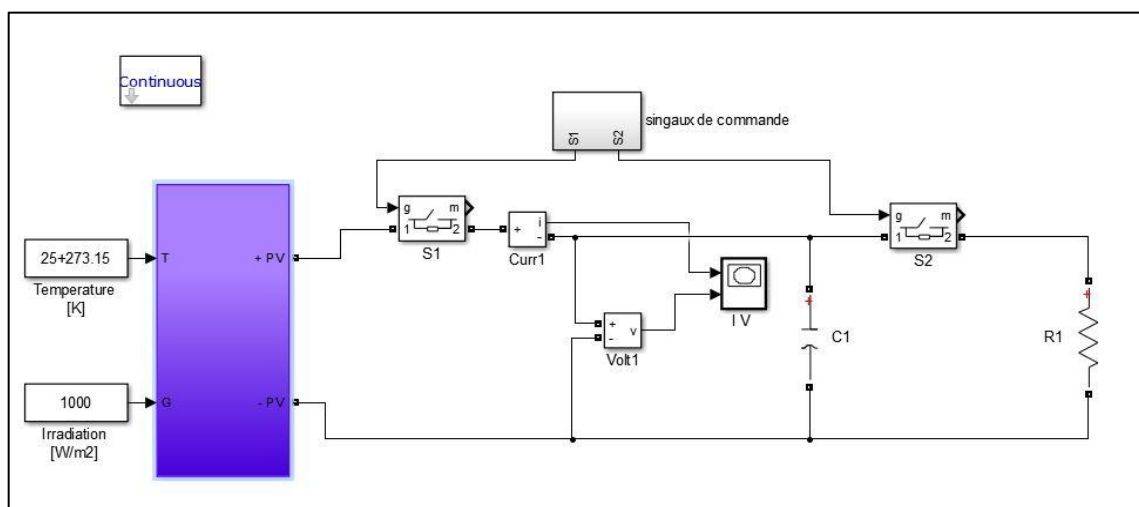 Continuous
singaux de commande
S1
S2
g
m
1
2
S1
+
i
-
Curr1
g
m
1
2
S2
25+273.15
Temperature
[K]
T
+ PV
+
-
v
Volt1
I V
+
C1
+
R1
1000
Irradiation
[W/m2]
G
- PV